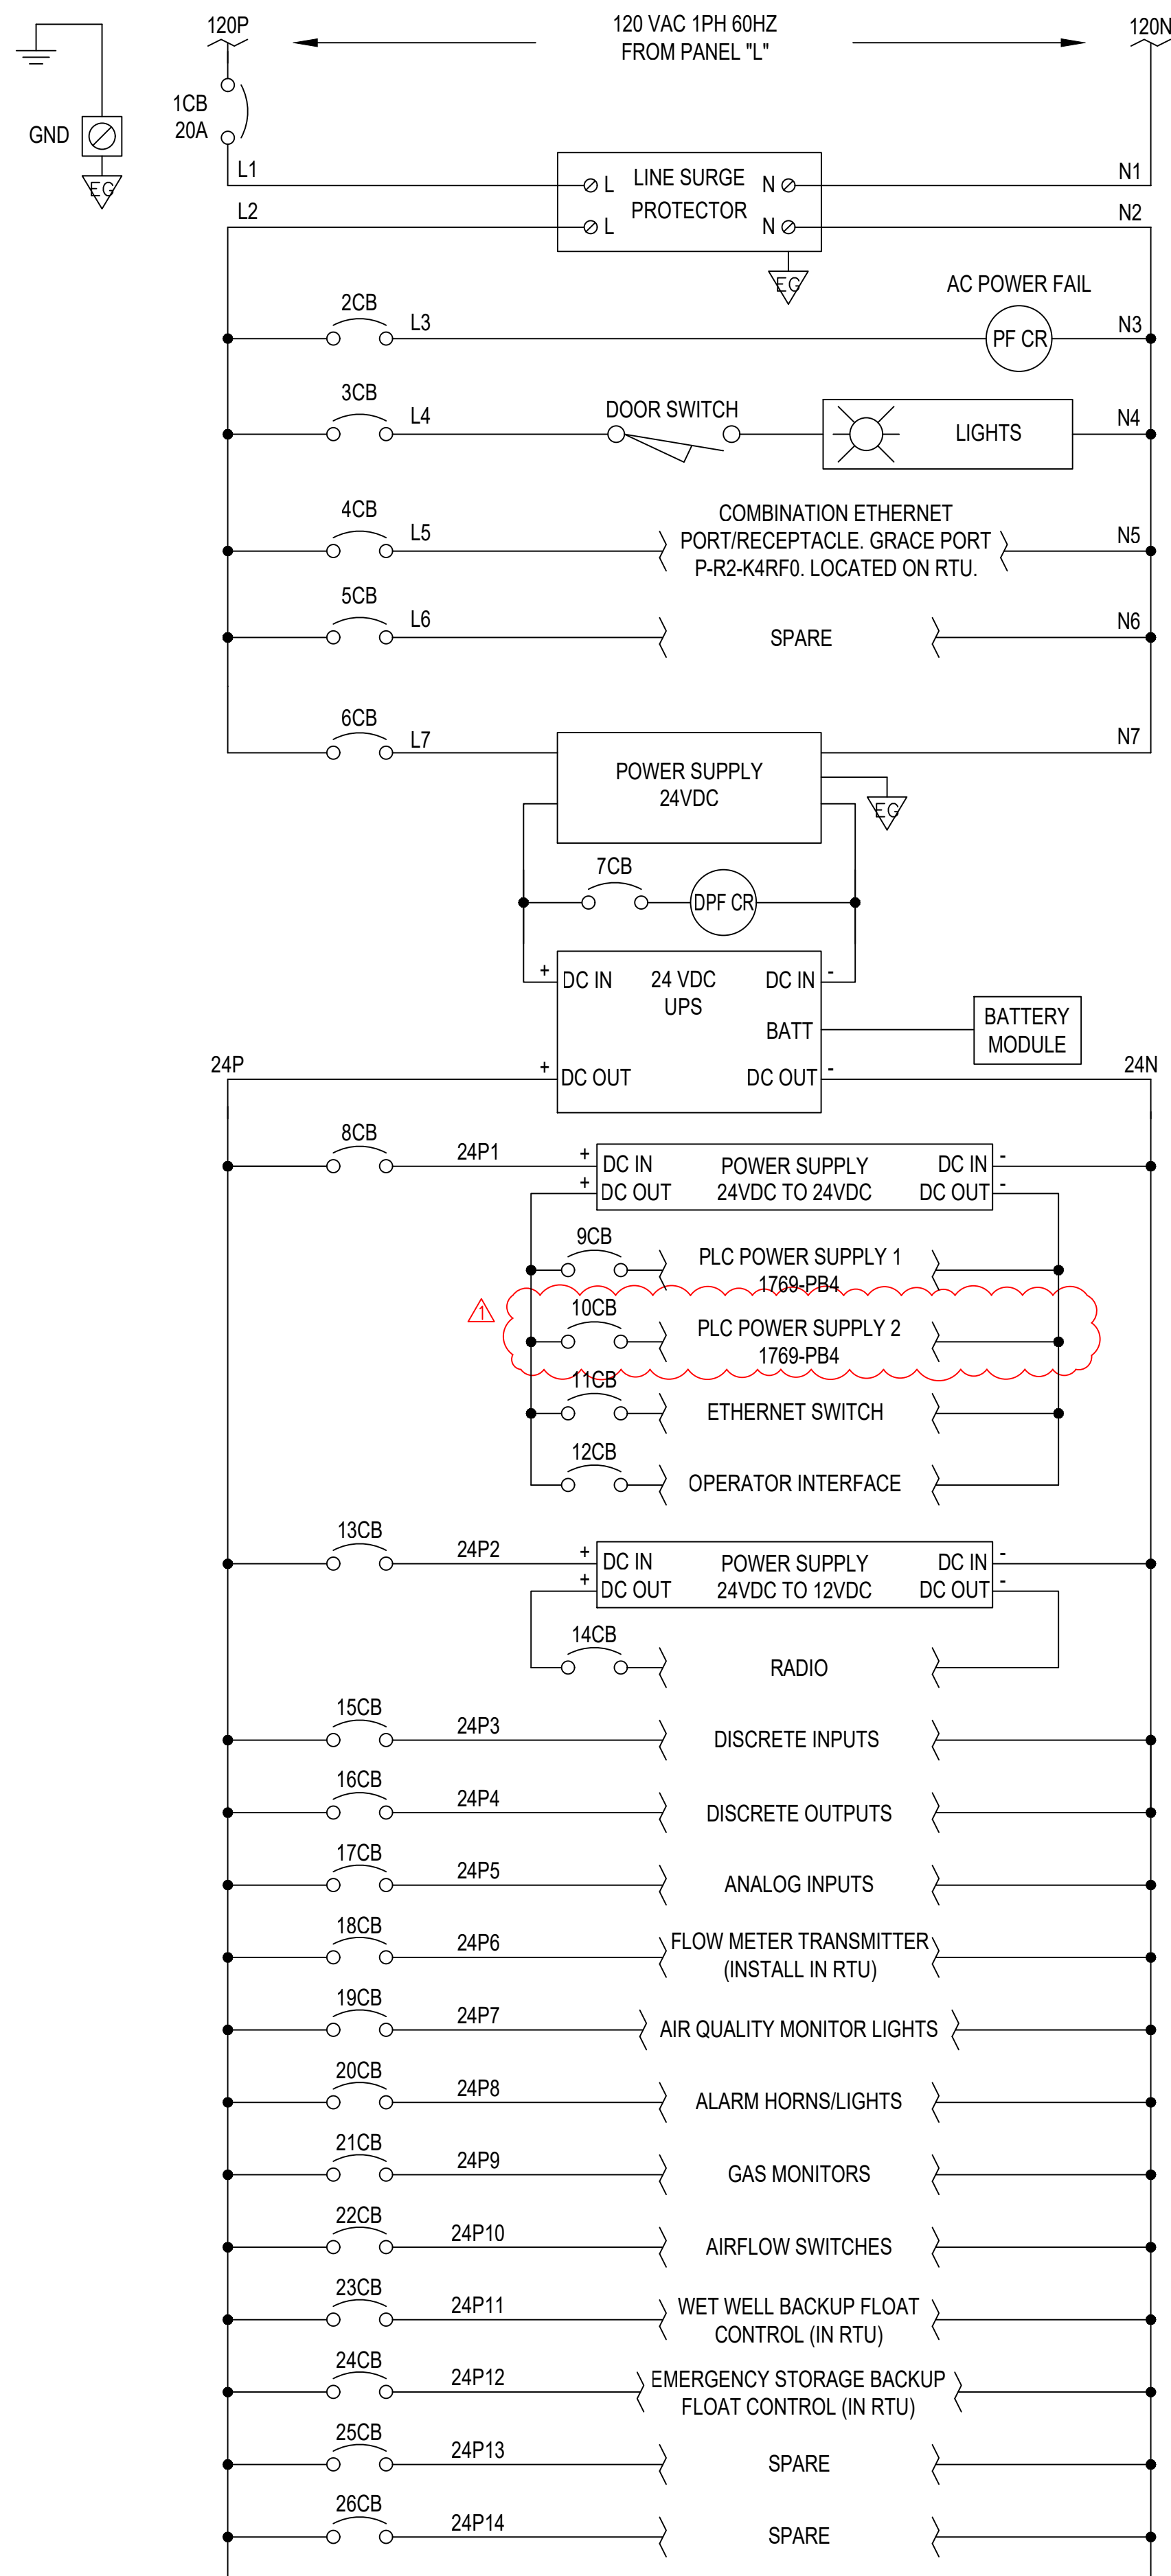 120P
120 VAC 1PH 60HZ
FROM PANEL "L"
120N
1CB
20A
GND
EG
L1
L LINE SURGE N
PROTECTOR
L N
N1
L2
N2
EG
AC POWER FAIL
2CB
L3
PF CR
N3
3CB
L4
DOOR SWITCH
LIGHTS
N4
4CB
L5
COMBINATION ETHERNET
PORT/RECEPTACLE. GRACE PORT
P-R2-K4RF0. LOCATED ON RTU.
N5
5CB
L6
SPARE
N6
6CB
L7
POWER SUPPLY
24VDC
N7
EG
7CB
DPF CR
+ DC IN
24 VDC
UPS
DC IN -
BATT
BATTERY
MODULE
24P
+ DC OUT
DC OUT -
24N
8CB
24P1
+ DC IN POWER SUPPLY DC IN -
+ DC OUT 24VDC TO 24VDC DC OUT -
9CB
PLC POWER SUPPLY 1
1769-PB4
1
10CB
PLC POWER SUPPLY 2
1769-PB4
11CB
ETHERNET SWITCH
12CB
OPERATOR INTERFACE
13CB
24P2
+ DC IN POWER SUPPLY DC IN -
+ DC OUT 24VDC TO 12VDC DC OUT -
14CB
RADIO
15CB
24P3
DISCRETE INPUTS
16CB
24P4
DISCRETE OUTPUTS
17CB
24P5
ANALOG INPUTS
18CB
24P6
FLOW METER TRANSMITTER
(INSTALL IN RTU)
19CB
24P7
AIR QUALITY MONITOR LIGHTS
20CB
24P8
ALARM HORNS/LIGHTS
21CB
24P9
GAS MONITORS
22CB
24P10
AIRFLOW SWITCHES
23CB
24P11
WET WELL BACKUP FLOAT
CONTROL (IN RTU)
24CB
24P12
EMERGENCY STORAGE BACKUP
FLOAT CONTROL (IN RTU)
25CB
24P13
SPARE
26CB
24P14
SPARE